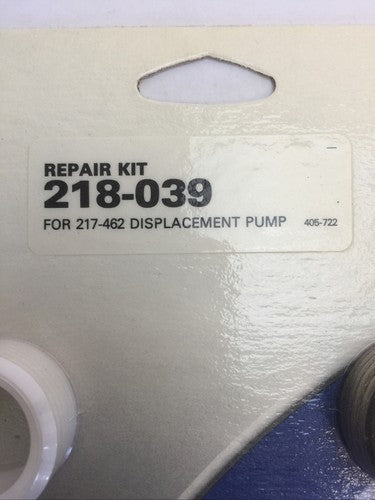 REPAIR KIT
218-039
FOR 217-462 DISPLACEMENT PUMP 405-722